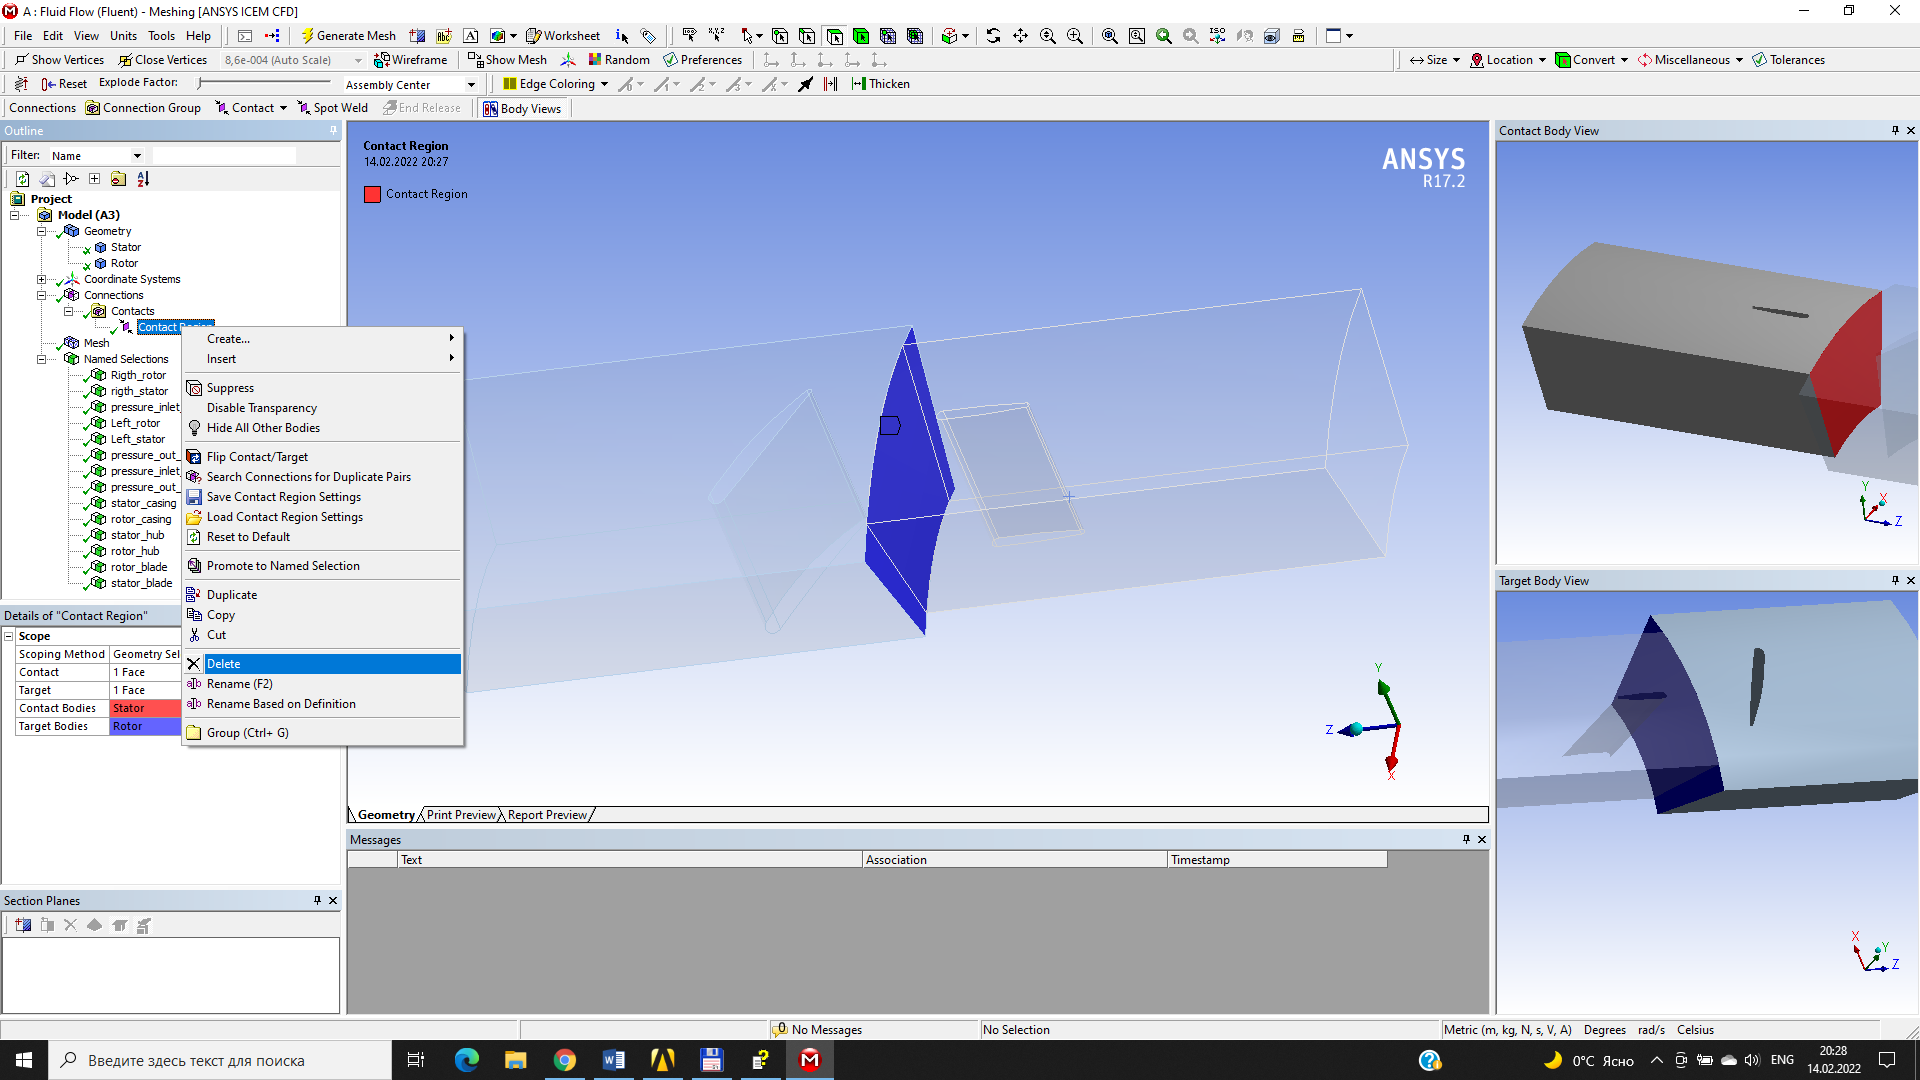 A : Fluid Flow (Fluent) - Meshing [ANSYS ICEM CFD]
File Edit View Units Tools Help Generate Mesh Worksheet
Show Vertices Close Vertices 8,6e-004 (Auto Scale) Wireframe Show Mesh Random Preferences Size Location Convert Miscellaneous Tolerances
Reset Explode Factor: Assembly Center Edge Coloring Thicken
Connections Connection Group Contact Spot Weld End Release Body Views
Outline
Filter: Name
Project
Model (A3)
Geometry
Stator
Rotor
Coordinate Systems
Connections
Contacts
Contact Region
Mesh
Named Selections
Rigth_rotor
rigth_stator
pressure_inlet_
Left_rotor
Left_stator
pressure_out_
pressure_inlet_
pressure_out_
stator_casing
rotor_casing
stator_hub
rotor_hub
rotor_blade
stator_blade
Create...
Insert
Suppress
Disable Transparency
Hide All Other Bodies
Flip Contact/Target
Search Connections for Duplicate Pairs
Save Contact Region Settings
Load Contact Region Settings
Reset to Default
Promote to Named Selection
Duplicate
Copy
Cut
Delete
Rename (F2)
Rename Based on Definition
Group (Ctrl+ G)
Details of "Contact Region"
Scope
Scoping Method Geometry Sel
Contact 1 Face
Target 1 Face
Contact Bodies Stator
Target Bodies Rotor
Section Planes
Contact Region
14.02.2022 20:27
Contact Region
ANSYS
R17.2
Y
Z
X
Geometry Print Preview Report Preview
Messages
Text Association Timestamp
Contact Body View
Y
X
Z
Target Body View
X
Y
Z
No Messages No Selection Metric (m, kg, N, s, V, A) Degrees rad/s Celsius
Введите здесь текст для поиска
0°C Ясно ENG 20:28
14.02.2022